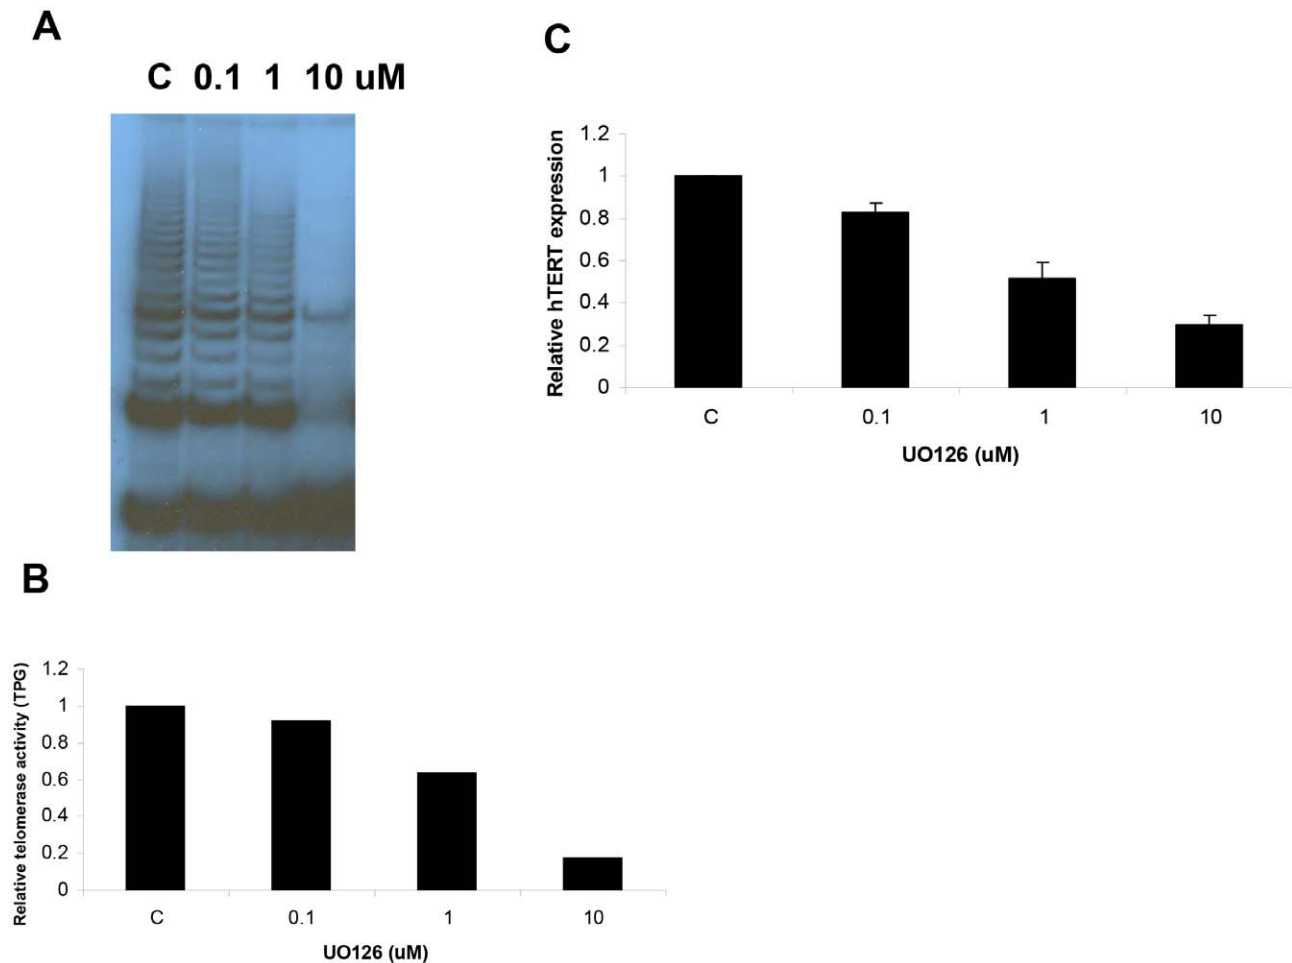 A
C 0.1 1 10 uM
B
Relative telomerase activity (TPG)
1.2
1
0.8
0.6
0.4
0.2
0
C 0.1 1 10
UO126 (uM)
C
Relative hTERT expression
1.2
1
0.8
0.6
0.4
0.2
0
C 0.1 1 10
UO126 (uM)